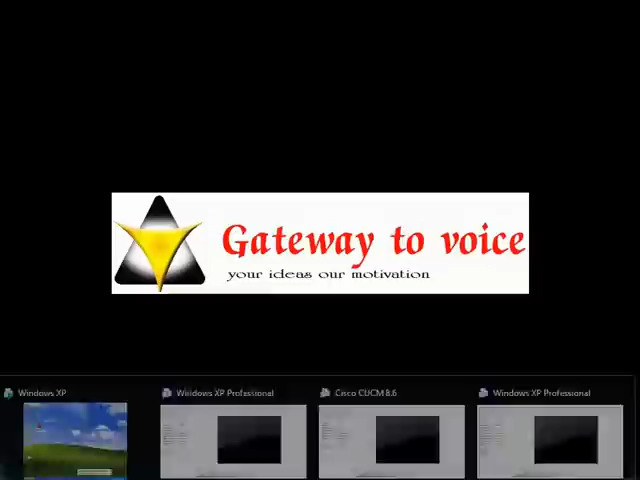 Gateway to voice
your ideas our motivation
Windows XP
Windows XP Professional
Cisco CUCM 8.6
Windows XP Professional